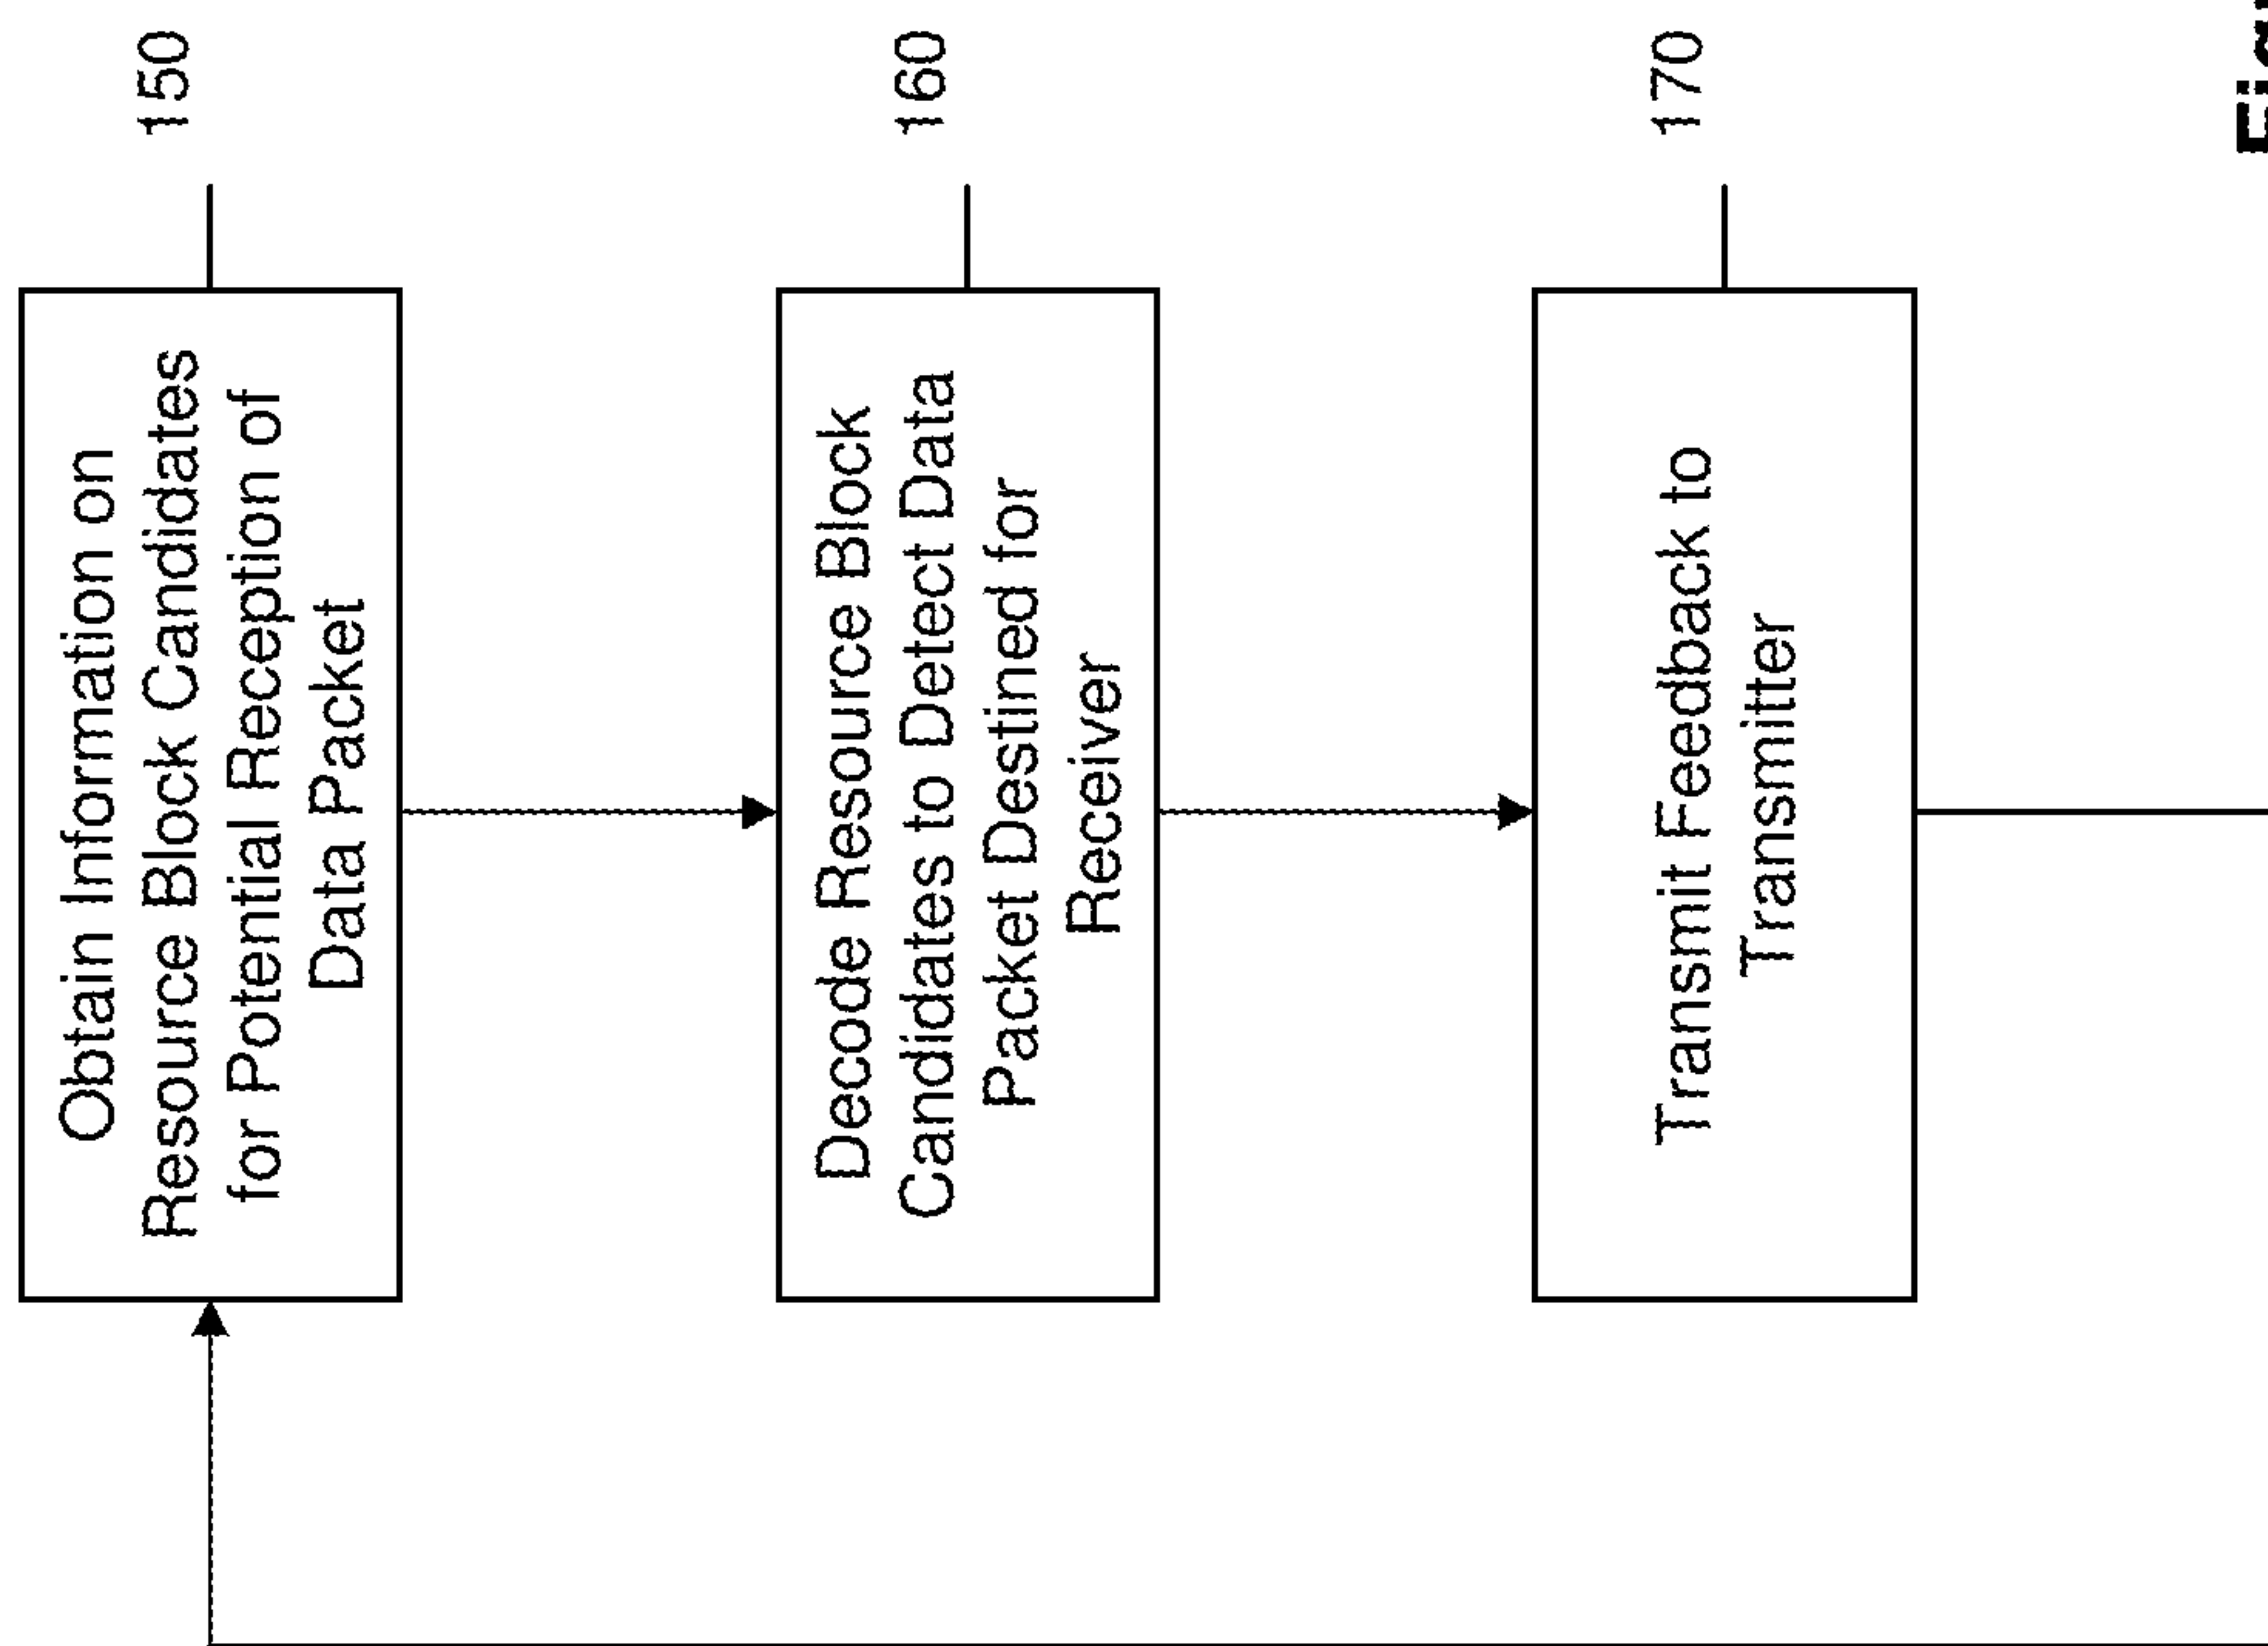 Obtain Information on
Resource Block Candidates
for Potential Reception of
Data Packet
150
Decode Resource Block
Candidates to Detect Data
Packet Destined for
Receiver
160
Transmit Feedback to
Transmitter
170